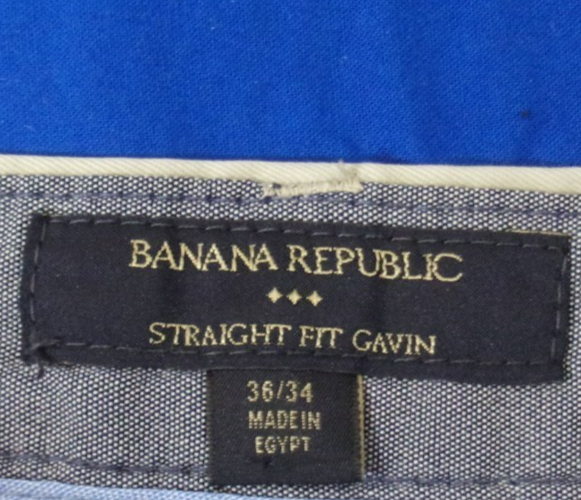 BANANA REPUBLIC
STRAIGHT FIT GAVIN
36/34
MADE IN
EGYPT